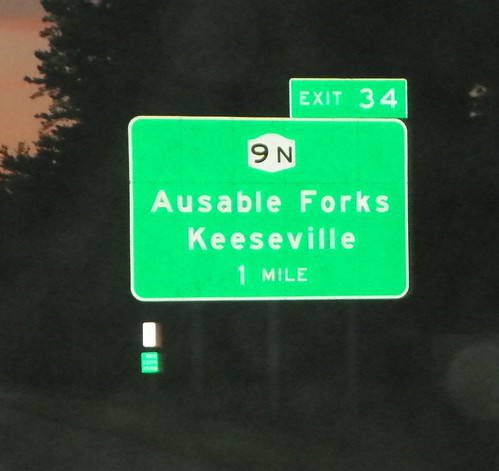 EXIT 34
9N
Ausable Forks
Keeseville
1 MILE